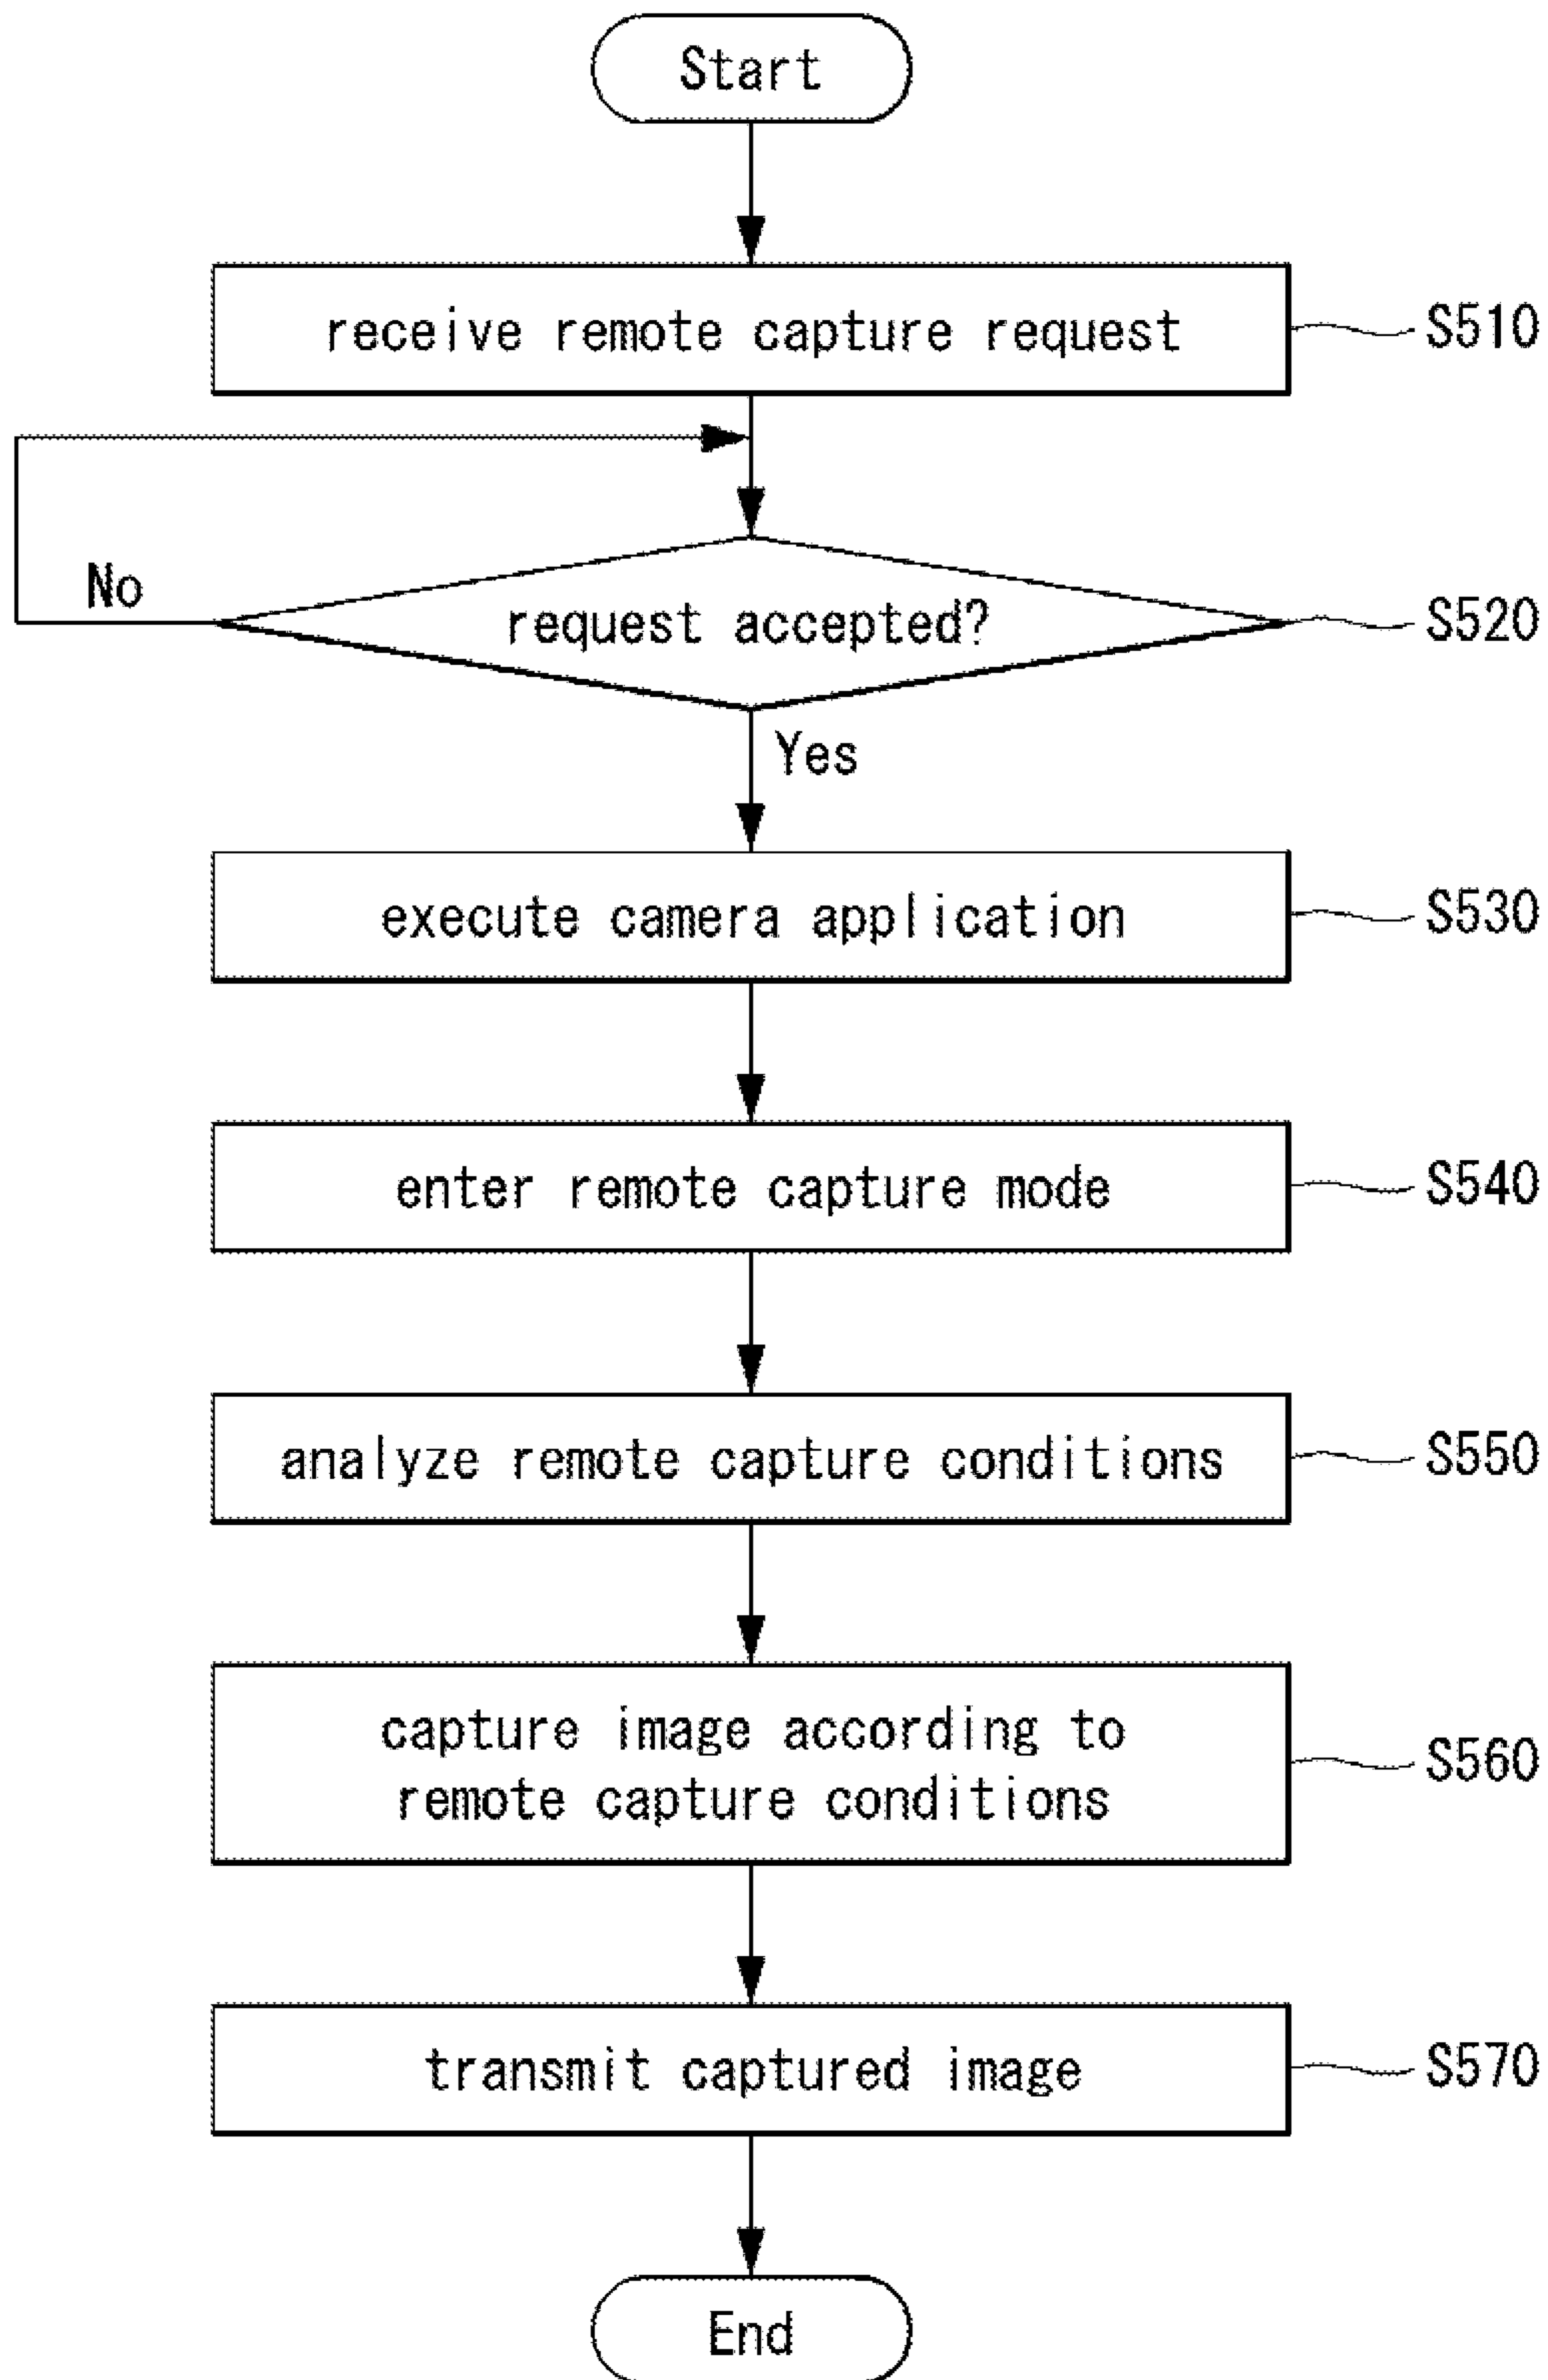 Start
receive remote capture request
S510
No
request accepted?
S520
Yes
execute camera application
S530
enter remote capture mode
S540
analyze remote capture conditions
S550
capture image according to
remote capture conditions
S560
transmit captured image
S570
End